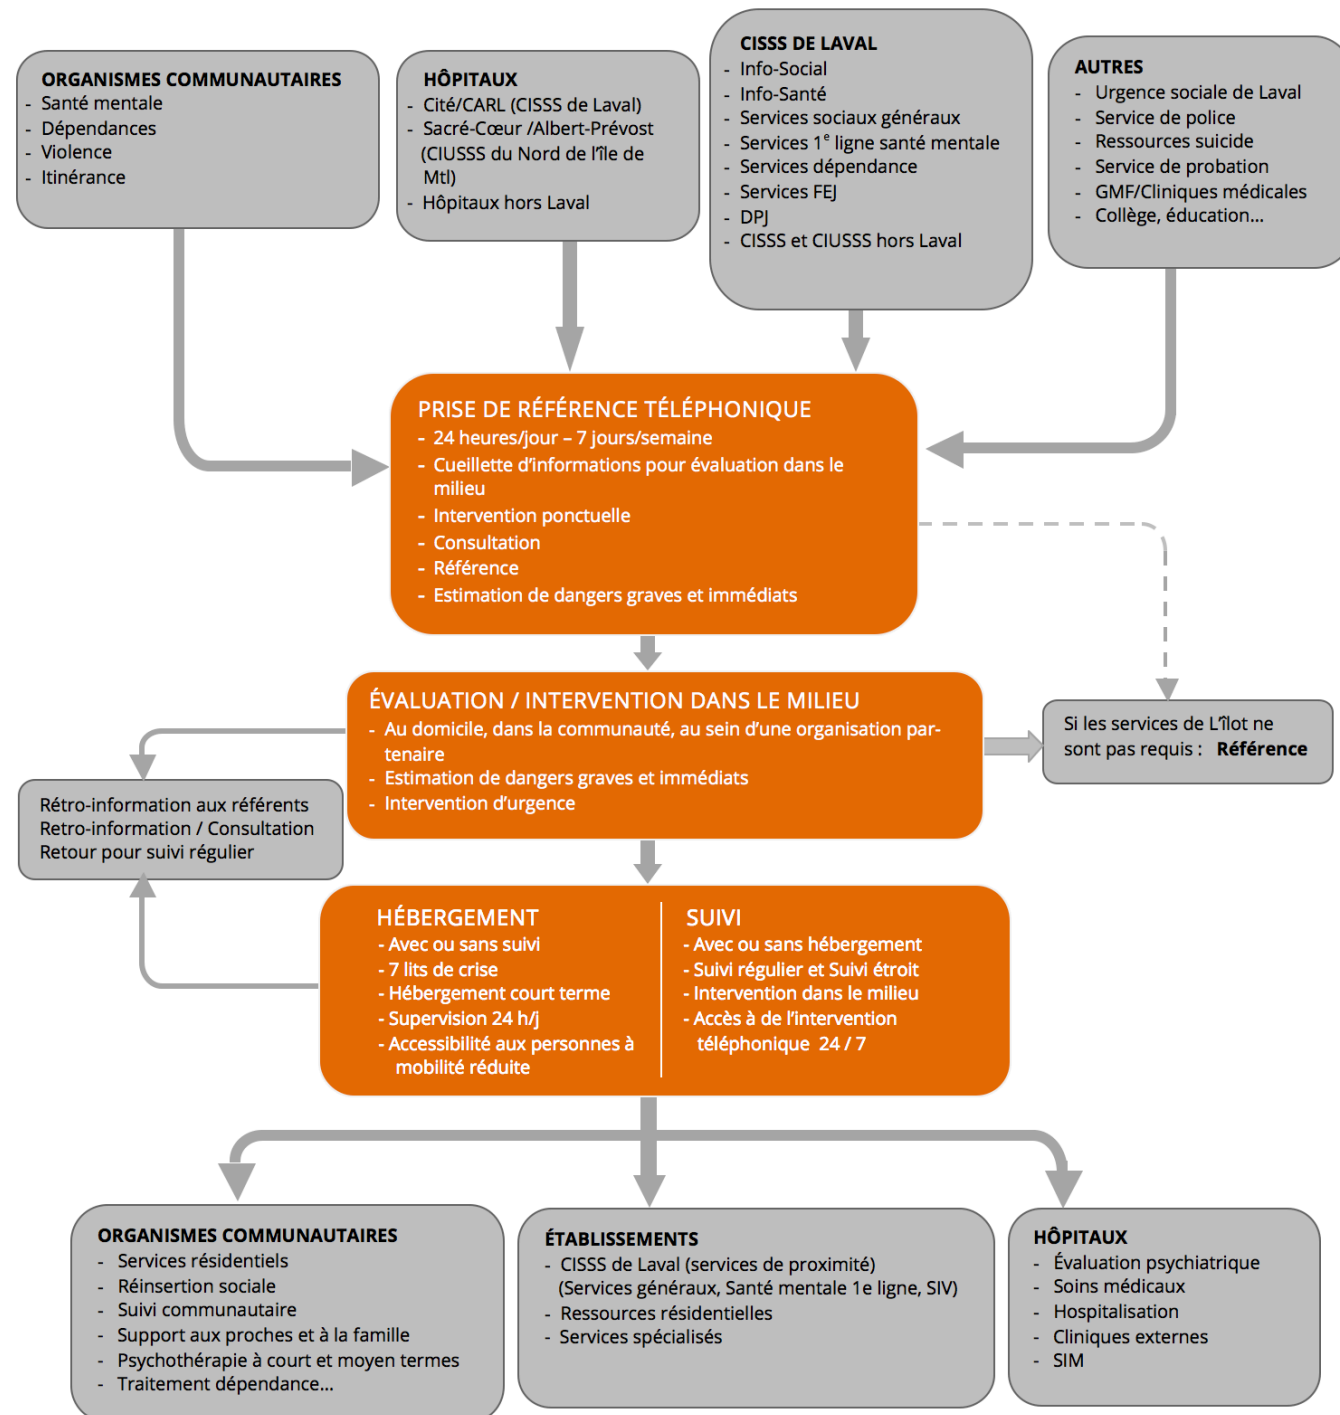 ORGANISMES COMMUNAUTAIRES
- Santé mentale
- Dépendances
- Violence
- Itinérance
HÔPITAUX
- Cité/CARL (CISSS de Laval)
- Sacré-Cœur /Albert-Prévost
(CIUSSS du Nord de l’île de
Mtl)
- Hôpitaux hors Laval
CISSS DE LAVAL
- Info-Social
- Info-Santé
- Services sociaux généraux
- Services 1e ligne santé mentale
- Services dépendance
- Services FEJ
- DPJ
- CISSS et CIUSSS hors Laval
AUTRES
- Urgence sociale de Laval
- Service de police
- Ressources suicide
- Service de probation
- GMF/Cliniques médicales
- Collège, éducation...
PRISE DE RÉFÉRENCE TÉLÉPHONIQUE
- 24 heures/jour – 7 jours/semaine
- Cueillette d’informations pour évaluation dans le
milieu
- Intervention ponctuelle
- Consultation
- Référence
- Estimation de dangers graves et immédiats
ÉVALUATION / INTERVENTION DANS LE MILIEU
- Au domicile, dans la communauté, au sein d’une organisation par-
tenaire
- Estimation de dangers graves et immédiats
- Intervention d’urgence
Si les services de L’îlot ne
sont pas requis : Référence
Rétro-information aux référents
Retro-information / Consultation
Retour pour suivi régulier
HÉBERGEMENT
- Avec ou sans suivi
- 7 lits de crise
- Hébergement court terme
- Supervision 24 h/j
- Accessibilité aux personnes à
mobilité réduite
SUIVI
- Avec ou sans hébergement
- Suivi régulier et Suivi étroit
- Intervention dans le milieu
- Accès à de l’intervention
téléphonique 24 / 7
ORGANISMES COMMUNAUTAIRES
- Services résidentiels
- Réinsertion sociale
- Suivi communautaire
- Support aux proches et à la famille
- Psychothérapie à court et moyen termes
- Traitement dépendance...
ÉTABLISSEMENTS
- CISSS de Laval (services de proximité)
(Services généraux, Santé mentale 1e ligne, SIV)
- Ressources résidentielles
- Services spécialisés
HÔPITAUX
- Évaluation psychiatrique
- Soins médicaux
- Hospitalisation
- Cliniques externes
- SIM